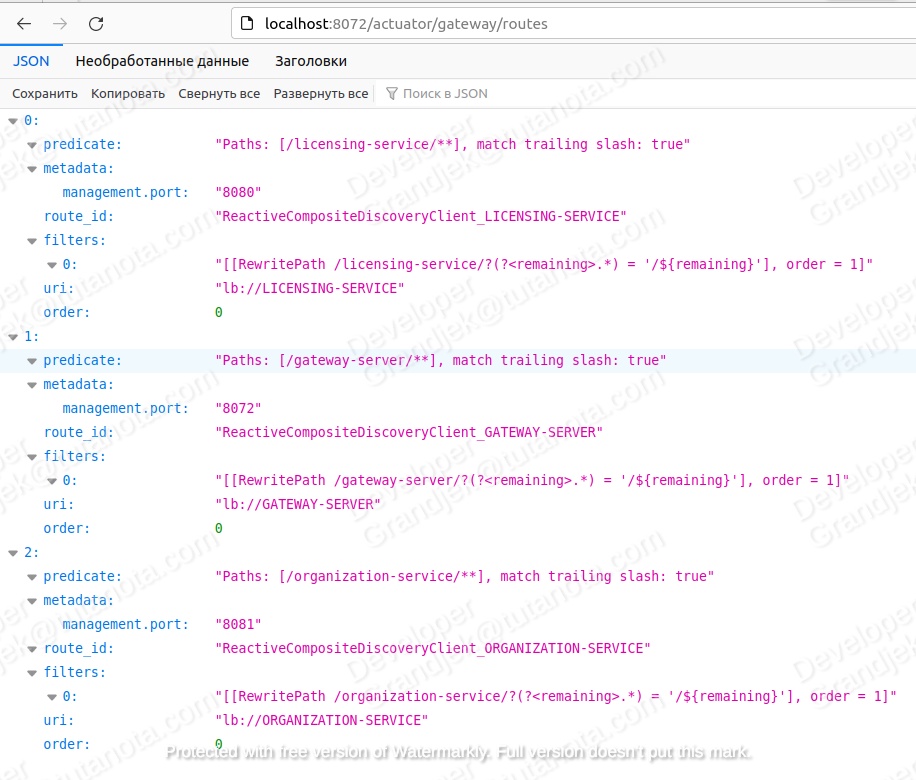 localhost:8072/actuator/gateway/routes
JSON Необработанные данные Заголовки
Сохранить Копировать Свернуть все Развернуть все Поиск в JSON
0:
predicate: "Paths: [/licensing-service/**], match trailing slash: true"
metadata:
management.port: "8080"
route_id: "ReactiveCompositeDiscoveryClient_LICENSING-SERVICE"
filters:
0: "[[RewritePath /licensing-service/?(?<remaining>.*) = '/${remaining}'], order = 1]"
uri: "lb://LICENSING-SERVICE"
order: 0
1:
predicate: "Paths: [/gateway-server/**], match trailing slash: true"
metadata:
management.port: "8072"
route_id: "ReactiveCompositeDiscoveryClient_GATEWAY-SERVER"
filters:
0: "[[RewritePath /gateway-server/?(?<remaining>.*) = '/${remaining}'], order = 1]"
uri: "lb://GATEWAY-SERVER"
order: 0
2:
predicate: "Paths: [/organization-service/**], match trailing slash: true"
metadata:
management.port: "8081"
route_id: "ReactiveCompositeDiscoveryClient_ORGANIZATION-SERVICE"
filters:
0: "[[RewritePath /organization-service/?(?<remaining>.*) = '/${remaining}'], order = 1]"
uri: "lb://ORGANIZATION-SERVICE"
order: 0
Protected with free version of Watermarkly. Full version doesn't put this mark.
Developer
Grandjek@tutanota.com